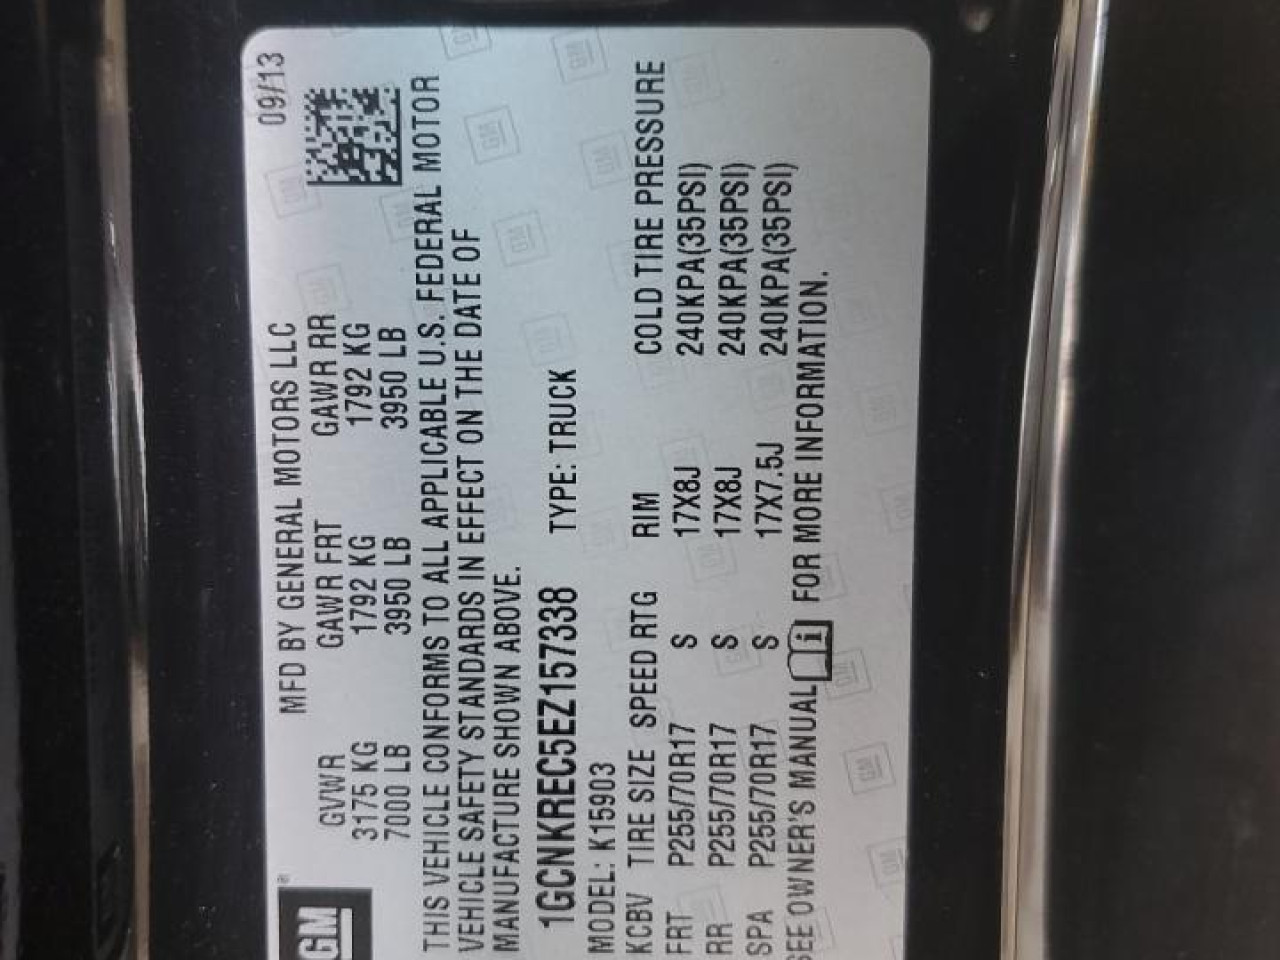 GM ® MFD BY GENERAL MOTORS LLC 09/13
GVWR GAWR FRT GAWR RR
3175 KG 1792 KG 1792 KG
7000 LB 3950 LB 3950 LB
THIS VEHICLE CONFORMS TO ALL APPLICABLE U.S. FEDERAL MOTOR
VEHICLE SAFETY STANDARDS IN EFFECT ON THE DATE OF
MANUFACTURE SHOWN ABOVE.
1GCNKREC5EZ157338 TYPE: TRUCK
MODEL: K15903
KCBV TIRE SIZE SPEED RTG RIM COLD TIRE PRESSURE
FRT P255/70R17 S 17X8J 240KPA(35PSI)
RR P255/70R17 S 17X8J 240KPA(35PSI)
SPA P255/70R17 S 17X7.5J 240KPA(35PSI)
SEE OWNER'S MANUAL i FOR MORE INFORMATION.